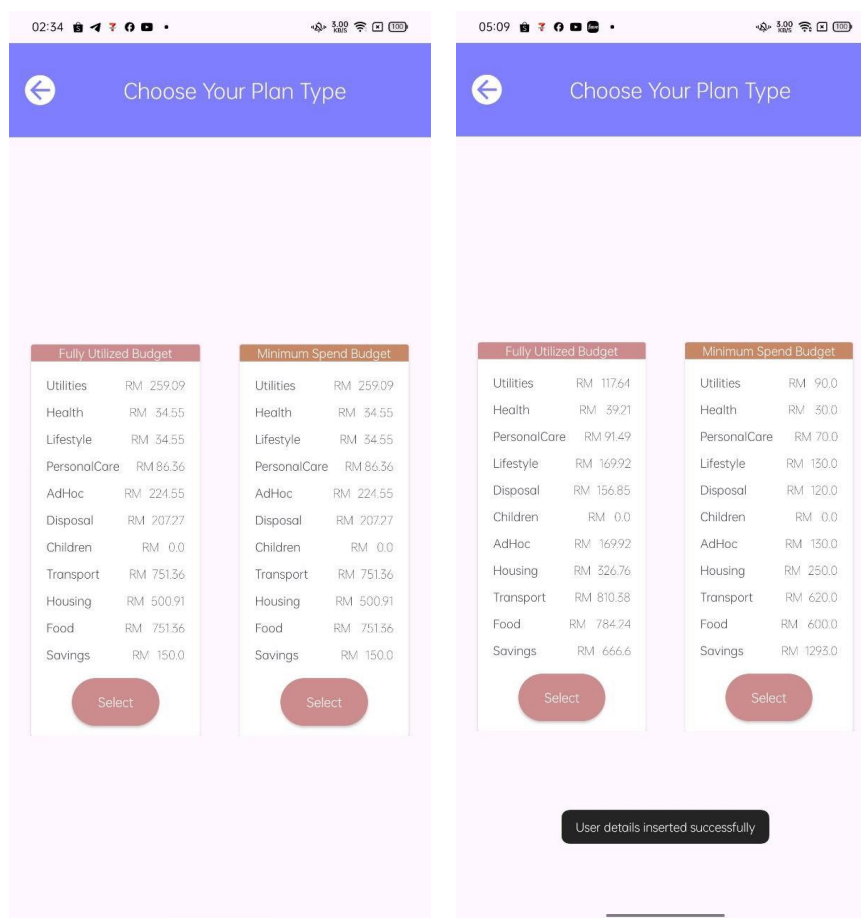 02:34
3.00 KB/S
100
Choose Your Plan Type
Fully Utilized Budget
Utilities RM 259.09
Health RM 34.55
Lifestyle RM 34.55
PersonalCare RM 86.36
AdHoc RM 224.55
Disposal RM 207.27
Children RM 0.0
Transport RM 751.36
Housing RM 500.91
Food RM 751.36
Savings RM 150.0
Select
Minimum Spend Budget
Utilities RM 259.09
Health RM 34.55
Lifestyle RM 34.55
PersonalCare RM 86.36
AdHoc RM 224.55
Disposal RM 207.27
Children RM 0.0
Transport RM 751.36
Housing RM 500.91
Food RM 751.36
Savings RM 150.0
Select
05:09
3.00 KB/S
100
Choose Your Plan Type
Fully Utilized Budget
Utilities RM 117.64
Health RM 39.21
PersonalCare RM 91.49
Lifestyle RM 169.92
Disposal RM 156.85
Children RM 0.0
AdHoc RM 169.92
Housing RM 326.76
Transport RM 810.38
Food RM 784.24
Savings RM 666.6
Select
Minimum Spend Budget
Utilities RM 90.0
Health RM 30.0
PersonalCare RM 70.0
Lifestyle RM 130.0
Disposal RM 120.0
Children RM 0.0
AdHoc RM 130.0
Housing RM 250.0
Transport RM 620.0
Food RM 600.0
Savings RM 1293.0
Select
User details inserted successfully